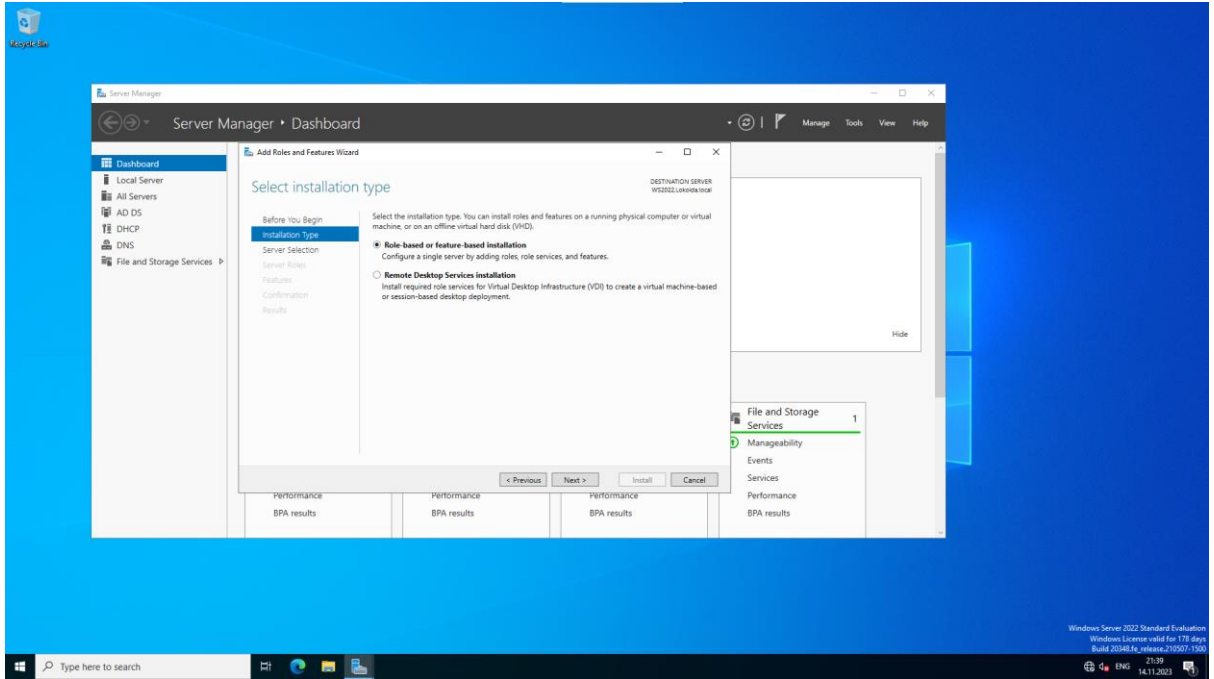 Recycle Bin
Server Manager
Server Manager • Dashboard
Manage Tools View Help
Dashboard
Local Server
All Servers
AD DS
DHCP
DNS
File and Storage Services
Add Roles and Features Wizard
Select installation type
DESTINATION SERVER
WS2022.Lokoida.local
Before You Begin
Installation Type
Server Selection
Server Roles
Features
Confirmation
Results
Select the installation type. You can install roles and features on a running physical computer or virtual
machine, or on an offline virtual hard disk (VHD).
Role-based or feature-based installation
Configure a single server by adding roles, role services, and features.
Remote Desktop Services installation
Install required role services for Virtual Desktop Infrastructure (VDI) to create a virtual machine-based
or session-based desktop deployment.
< Previous Next > Install Cancel
Hide
File and Storage
Services
1
Manageability
Events
Services
Performance Performance Performance Performance
BPA results BPA results BPA results BPA results
Windows Server 2022 Standard Evaluation
Windows License valid for 178 days
Build 20348.fe_release.210507-1500
Type here to search
ENG
21:39
14.11.2023
1